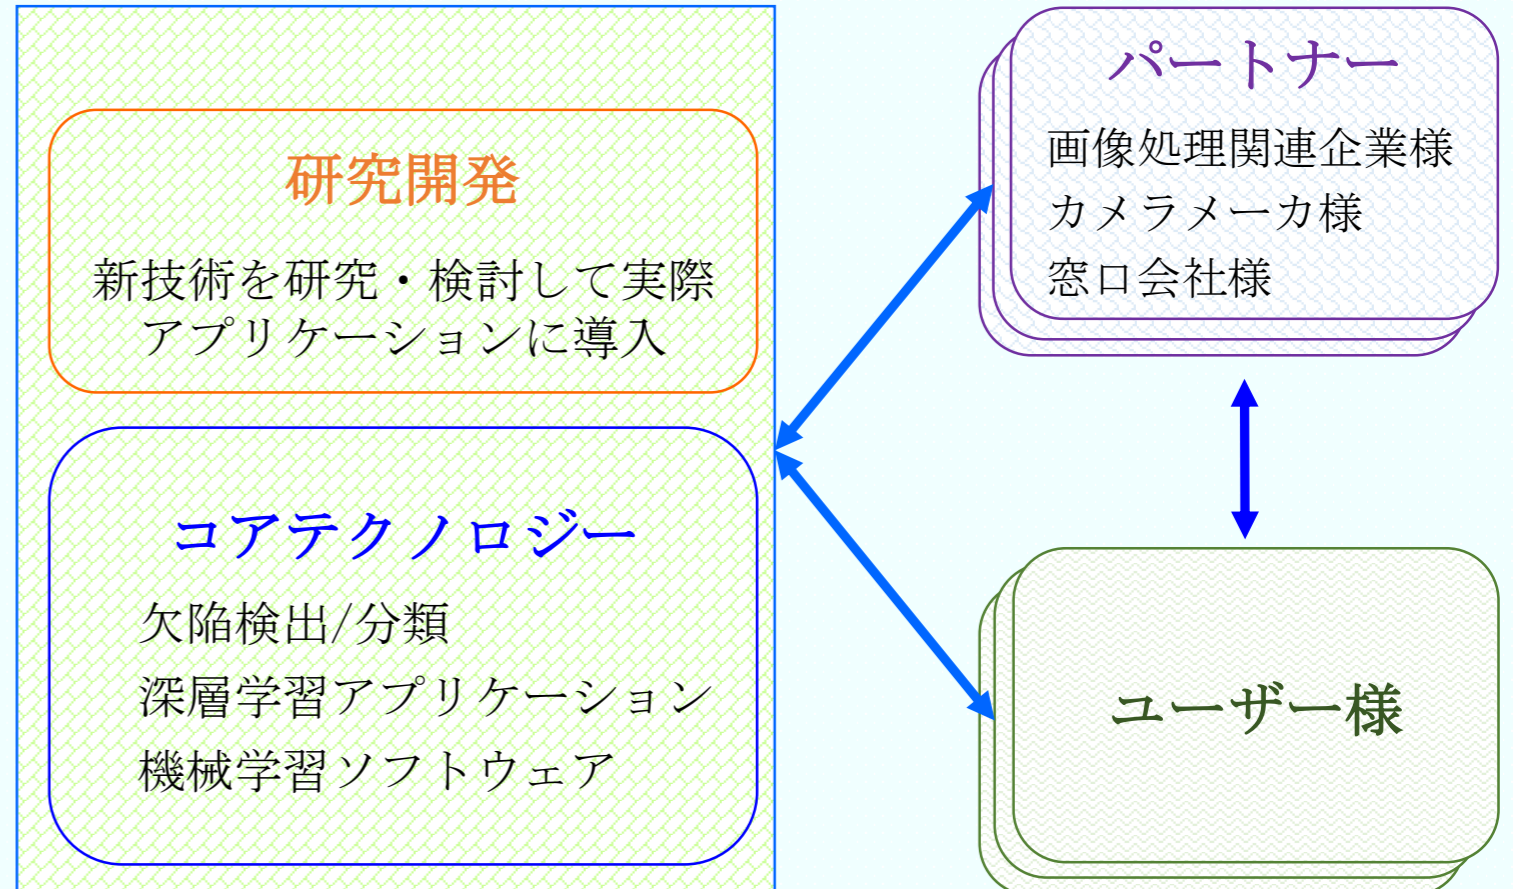 研究開発
新技術を研究・検討して実際
アプリケーションに導入
コアテクノロジー
欠陥検出/分類
深層学習アプリケーション
機械学習ソフトウェア
パートナー
画像処理関連企業様
カメラメーカ様
窓口会社様
ユーザー様